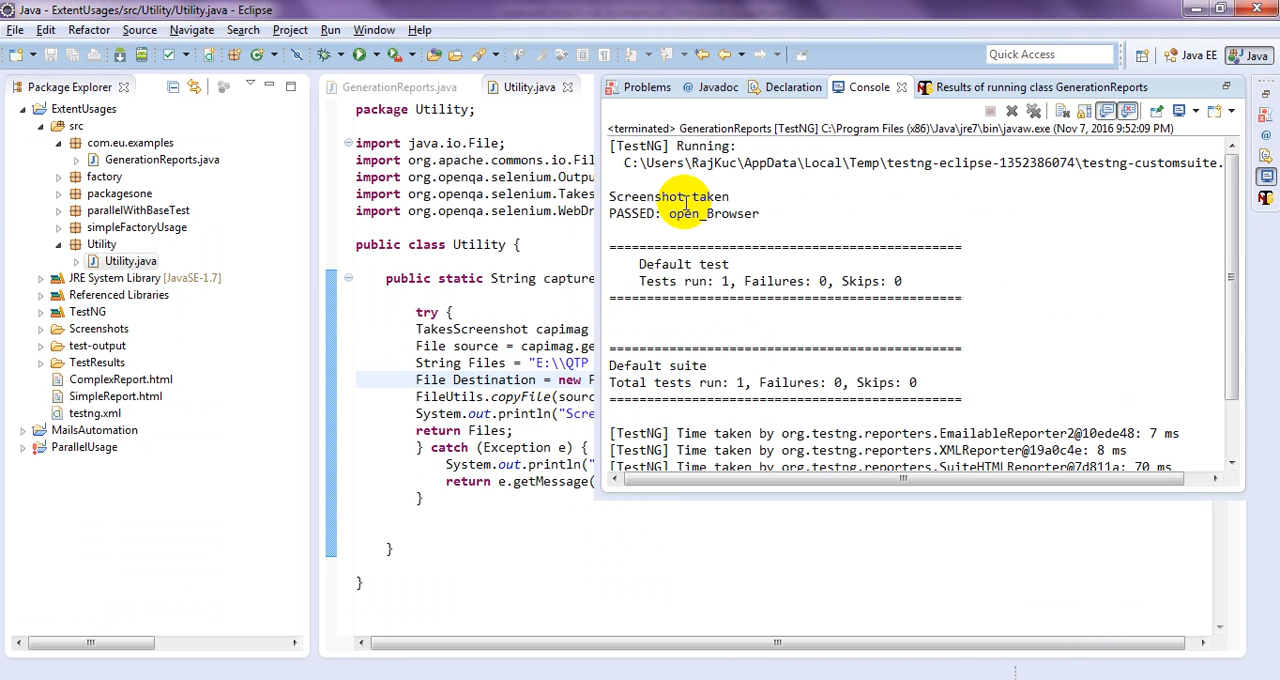 Java - ExtentUsages/src/Utility/Utility.java - Eclipse
File Edit Refactor Source Navigate Search Project Run Window Help
Quick Access
Java EE
Java
Package Explorer
ExtentUsages
src
com.eu.examples
GenerationReports.java
factory
packagesone
parallelWithBaseTest
simpleFactoryUsage
Utility
Utility.java
JRE System Library [JavaSE-1.7]
Referenced Libraries
TestNG
Screenshots
test-output
TestResults
ComplexReport.html
SimpleReport.html
testng.xml
MailsAutomation
ParallelUsage
GenerationReports.java
Utility.java
package Utility;
import java.io.File;
import org.apache.commons.io.Fil
import org.openqa.selenium.Outpu
import org.openqa.selenium.Takes
import org.openqa.selenium.WebDr
public class Utility {
public static String capture
try {
TakesScreenshot capimag
File source = capimag.ge
String Files = "E:\\QTP
File Destination = new F
FileUtils.copyFile(sourc
System.out.println("Scre
return Files;
} catch (Exception e) {
System.out.println("
return e.getMessage(
}
}
}
Problems @ Javadoc Declaration Console Results of running class GenerationReports
<terminated> GenerationReports [TestNG] C:\Program Files (x86)\Java\jre7\bin\javaw.exe (Nov 7, 2016 9:52:09 PM)
[TestNG] Running:
C:\Users\RajKuc\AppData\Local\Temp\testng-eclipse-1352386074\testng-customsuite.
Screenshot taken
PASSED: open_Browser
===============================================
Default test
Tests run: 1, Failures: 0, Skips: 0
===============================================
===============================================
Default suite
Total tests run: 1, Failures: 0, Skips: 0
===============================================
[TestNG] Time taken by org.testng.reporters.EmailableReporter2@10ede48: 7 ms
[TestNG] Time taken by org.testng.reporters.XMLReporter@19a0c4e: 8 ms
[TestNG] Time taken by org.testng.reporters.SuiteHTMLReporter@7d811a: 70 ms